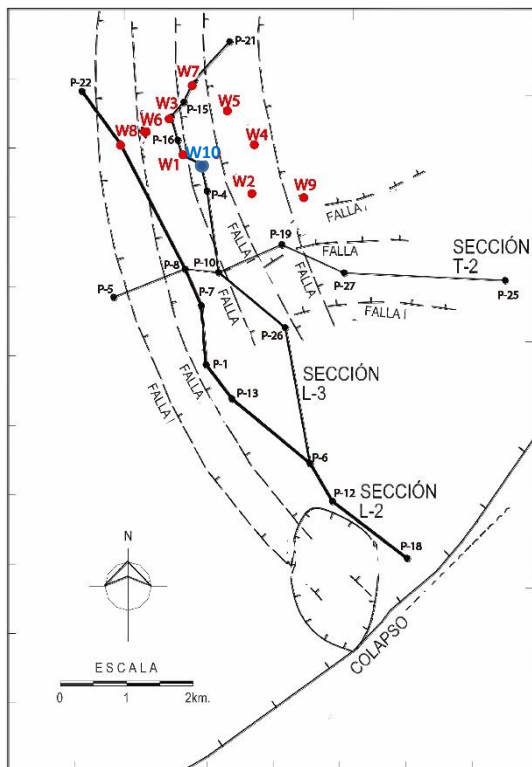 P-21
P-22
W7
W3
P-15
W5
W6
W8
P-16
W10
W4
W1
P-4
W2
W9
FALLA I
P-19
P-8
P-10
FALLA
SECCIÓN
T-2
P-5
P-27
P-25
P-7
FALLA
FALLA I
P-26
FALLA
FALLA
P-1
SECCIÓN
L-3
FALLA
P-13
FALLA I
P-6
P-12
SECCIÓN
L-2
P-18
N
COLAPSO
ESCALA
0 1 2km.